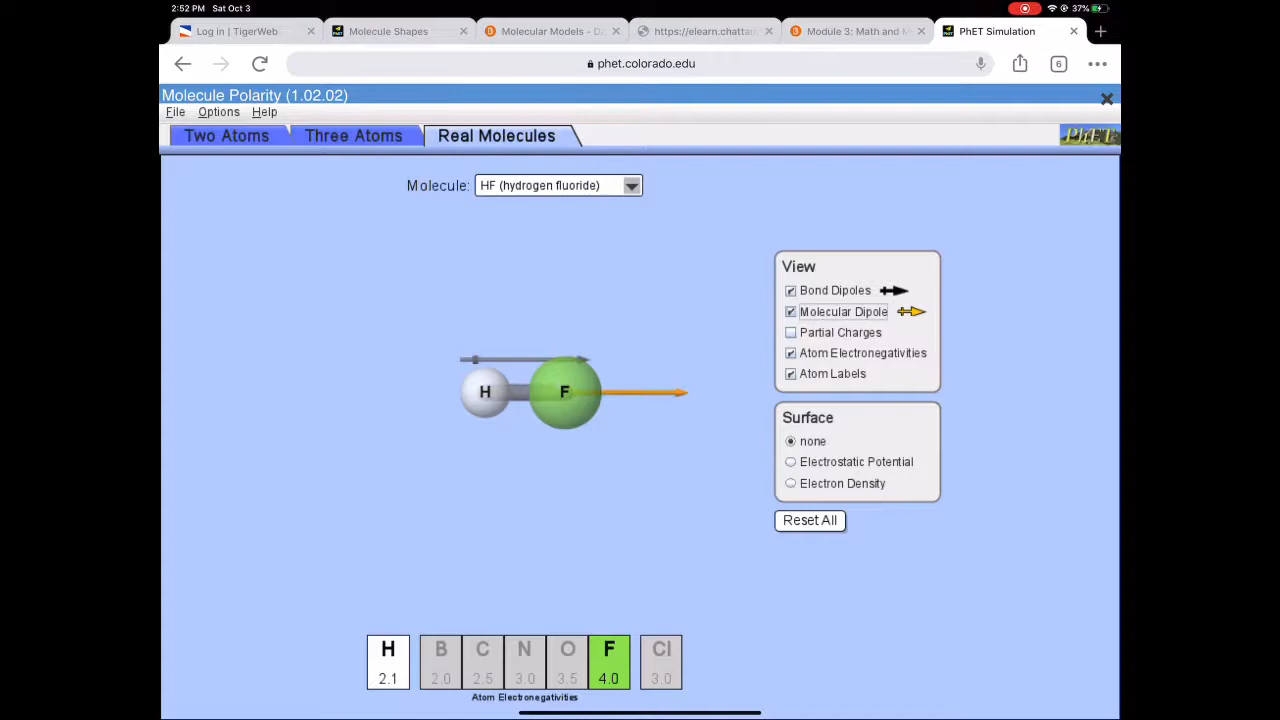 2:52 PM Sat Oct 3 37%
Log in | TigerWeb Molecule Shapes Molecular Models - D https://elearn.chatta Module 3: Math and M PhET Simulation
phet.colorado.edu 6
Molecule Polarity (1.02.02)
File Options Help
Two Atoms Three Atoms Real Molecules PhET
Molecule: HF (hydrogen fluoride)
View
Bond Dipoles
Molecular Dipole
Partial Charges
Atom Electronegativities
Atom Labels
H F
Surface
none
Electrostatic Potential
Electron Density
Reset All
H B C N O F Cl
2.1 2.0 2.5 3.0 3.5 4.0 3.0
Atom Electronegativities